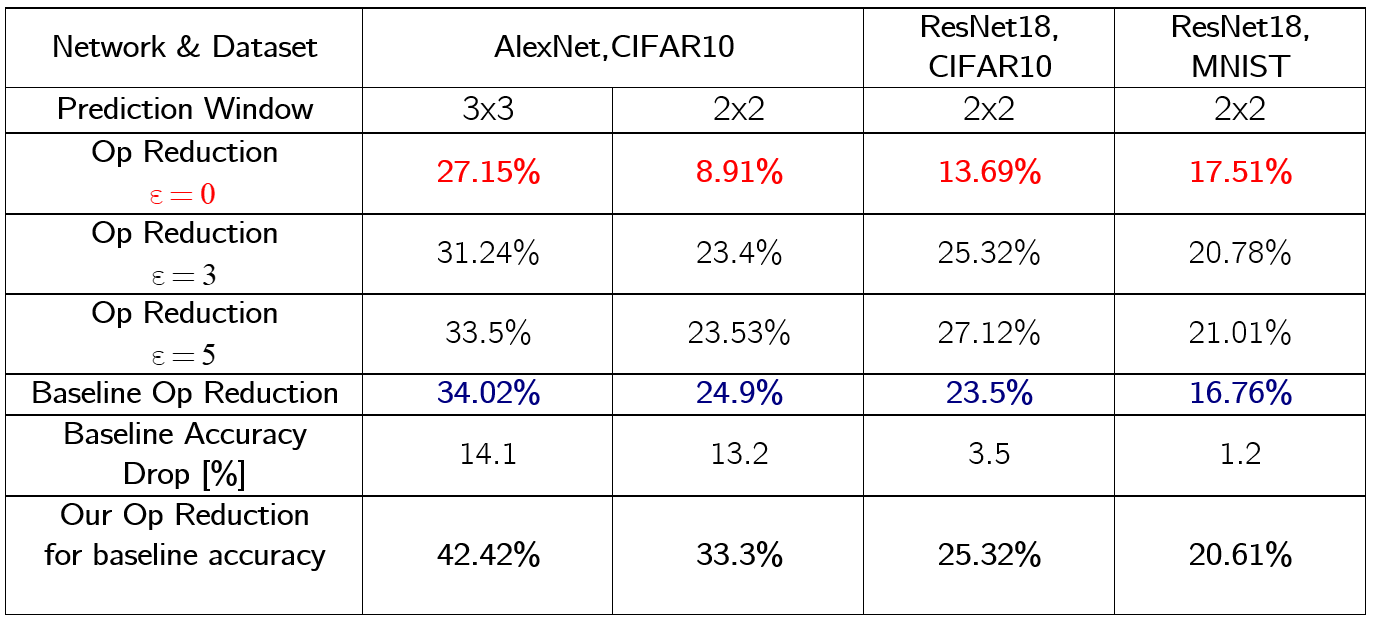 Network & Dataset
AlexNet,CIFAR10
ResNet18,
CIFAR10
ResNet18,
MNIST
Prediction Window
3x3
2x2
2x2
2x2
Op Reduction
ε = 0
27.15%
8.91%
13.69%
17.51%
Op Reduction
ε = 3
31.24%
23.4%
25.32%
20.78%
Op Reduction
ε = 5
33.5%
23.53%
27.12%
21.01%
Baseline Op Reduction
34.02%
24.9%
23.5%
16.76%
Baseline Accuracy
Drop [%]
14.1
13.2
3.5
1.2
Our Op Reduction
for baseline accuracy
42.42%
33.3%
25.32%
20.61%